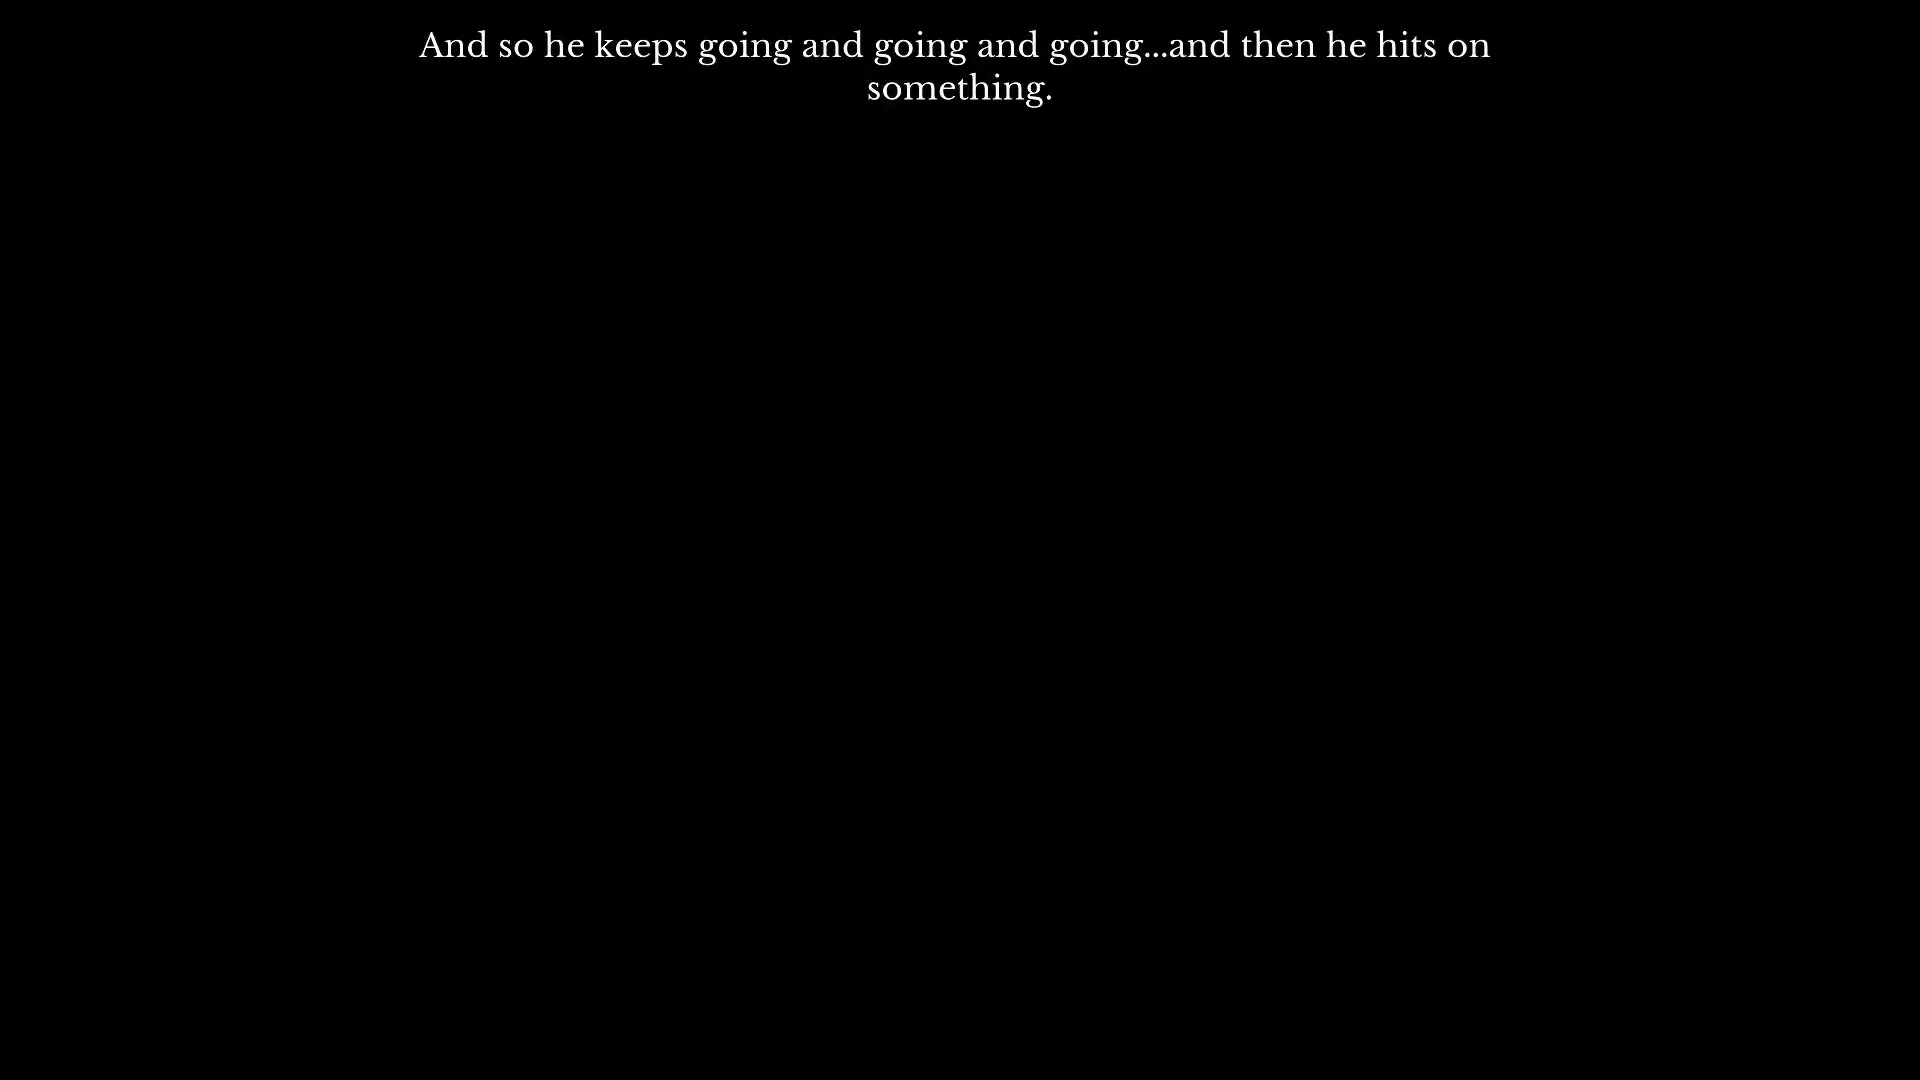 And so he keeps going and going and going...and then he hits on
something.